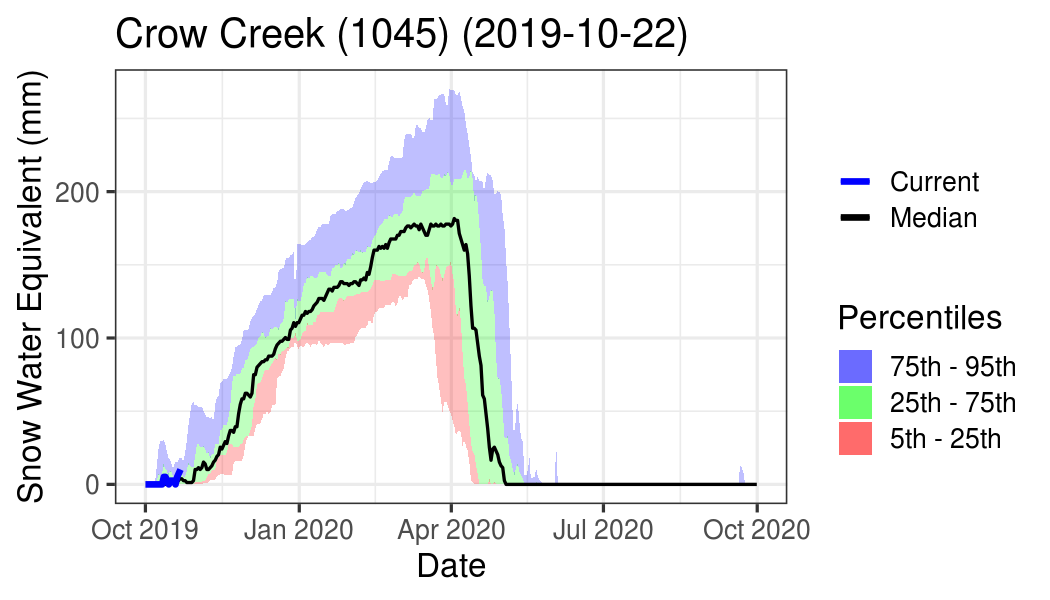 Crow Creek (1045) (2019-10-22)
Snow Water Equivalent (mm)
200
100
0
Oct 2019
Jan 2020
Apr 2020
Jul 2020
Oct 2020
Date
Current
Median
Percentiles
75th - 95th
25th - 75th
5th - 25th